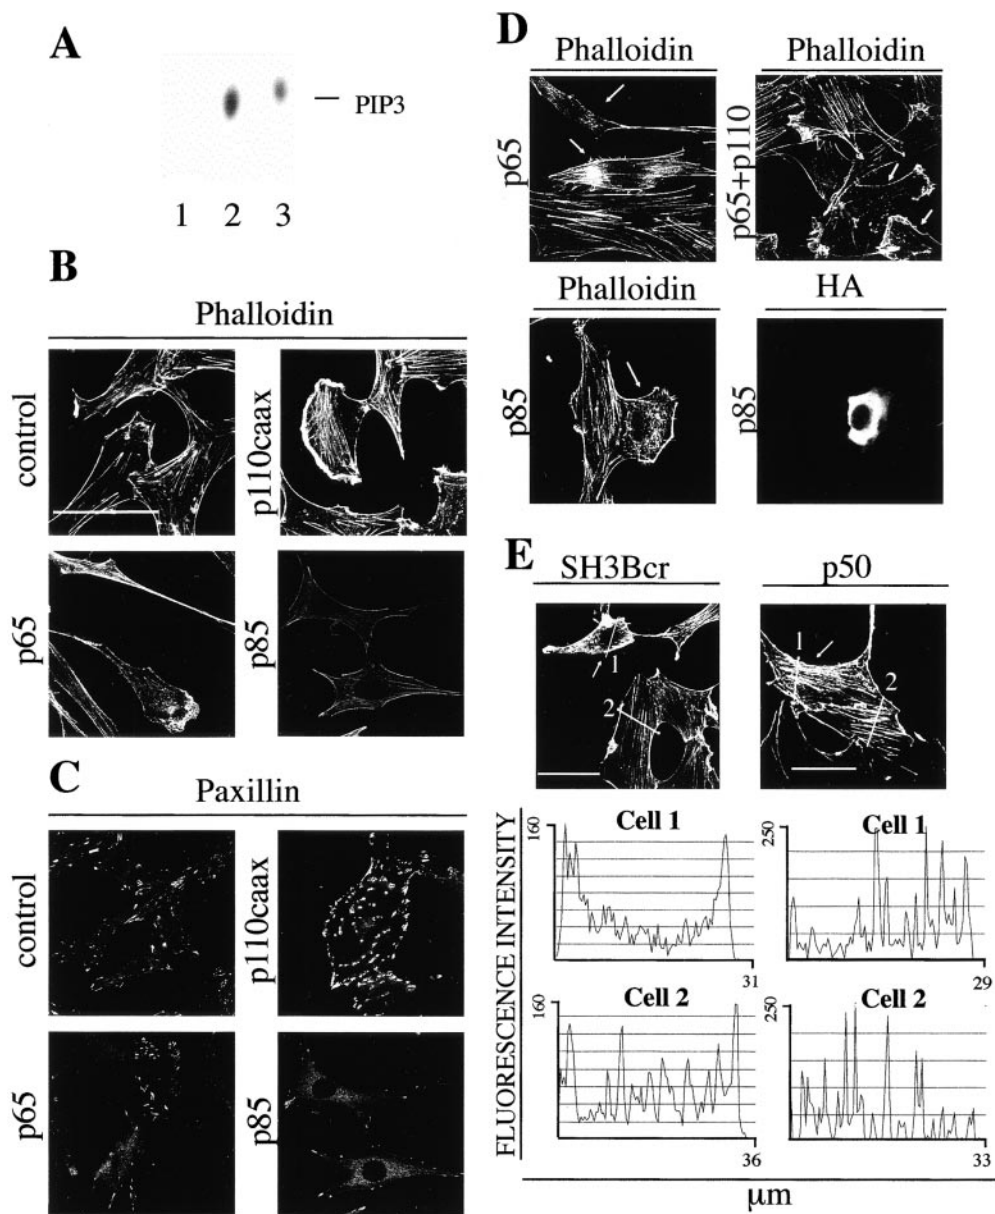 A
PIP3
1 2 3
B
Phalloidin
control
p110caax
p65
p85
C
Paxillin
control
p110caax
p65
p85
D
Phalloidin
Phalloidin
p65
p65+p110
Phalloidin
HA
p85
p85
E
SH3Bcr
p50
1
2
1
2
FLUORESCENCE INTENSITY
160
Cell 1
31
250
Cell 1
29
160
Cell 2
36
250
Cell 2
33
µm